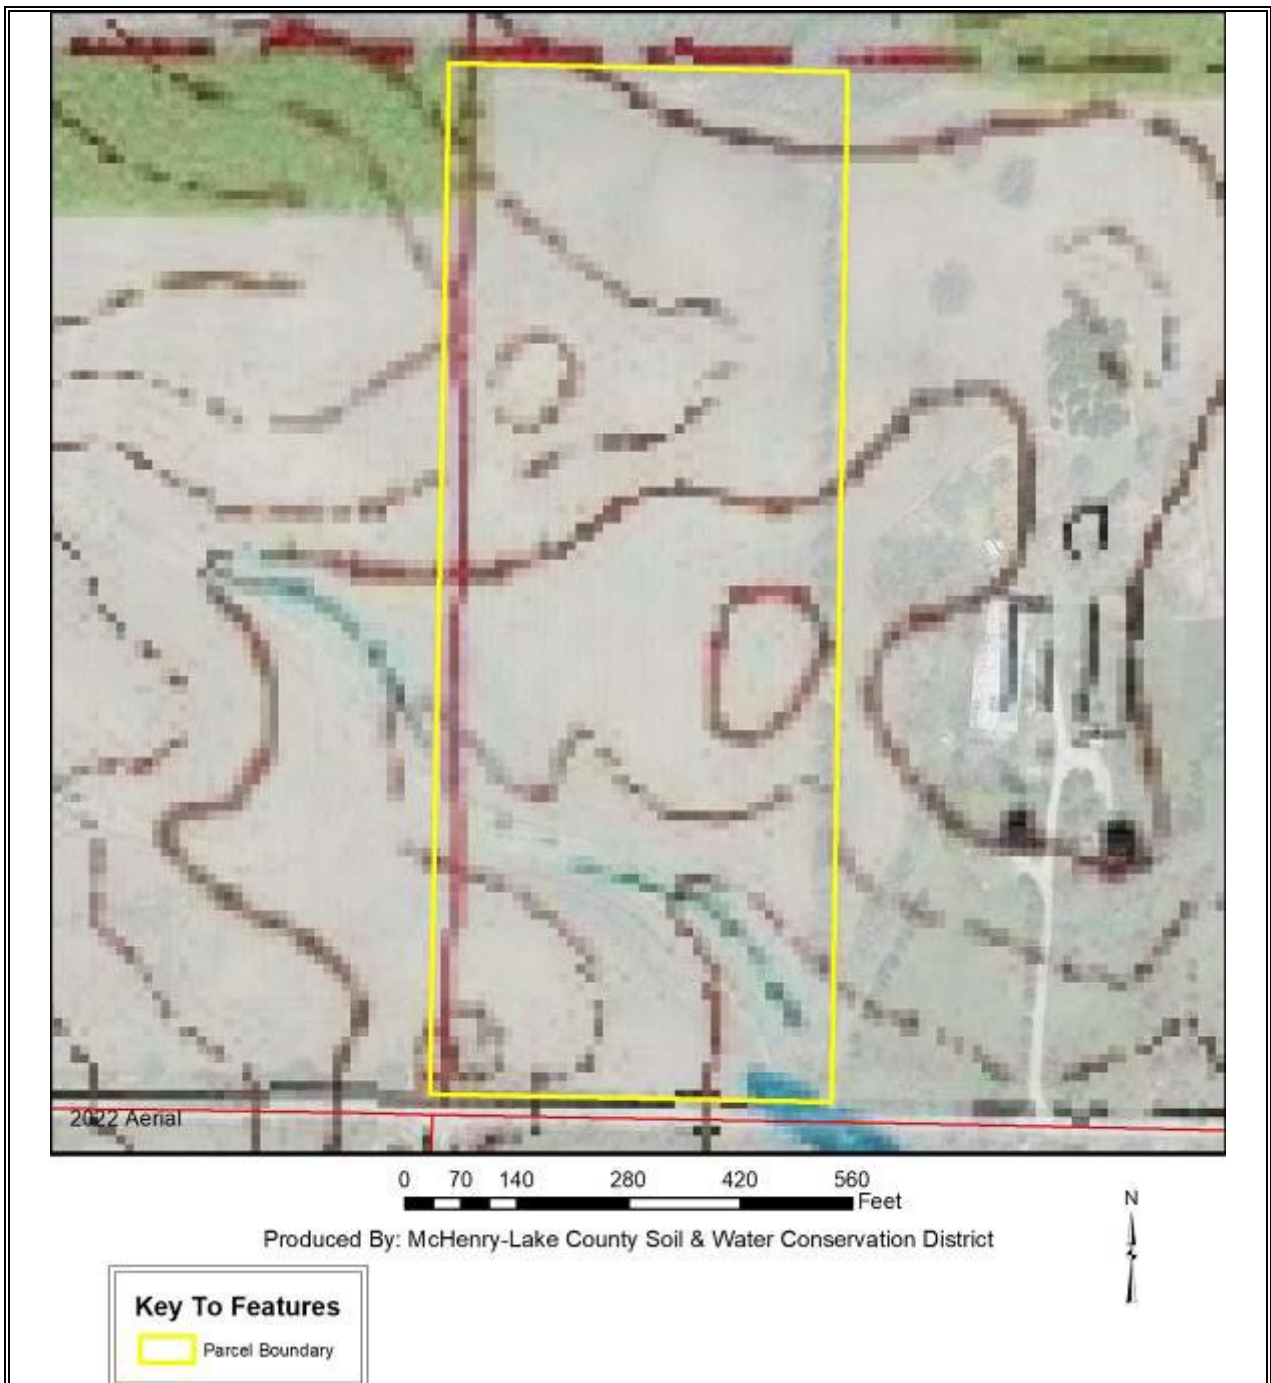 2022 Aerial
0 70 140 280 420 560
Feet
N
Produced By: McHenry-Lake County Soil & Water Conservation District
Key To Features
Parcel Boundary